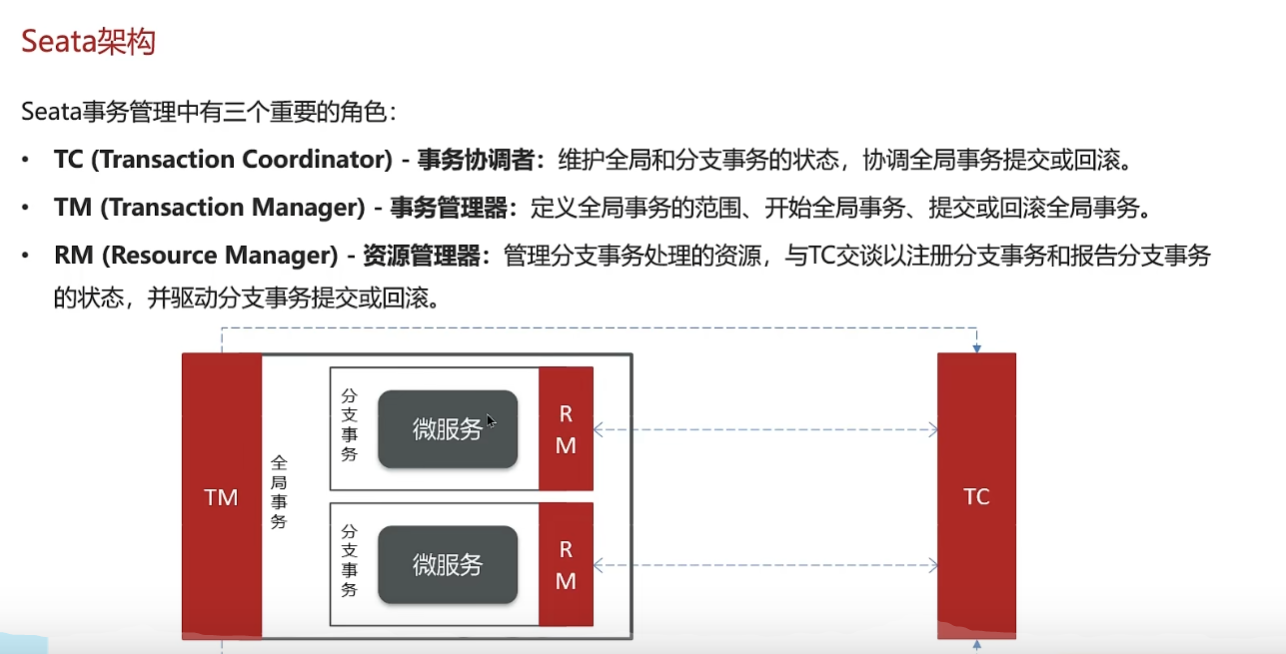 Seata架构
Seata事务管理中有三个重要的角色：
• TC (Transaction Coordinator) - 事务协调者：维护全局和分支事务的状态，协调全局事务提交或回滚。
• TM (Transaction Manager) - 事务管理器：定义全局事务的范围、开始全局事务、提交或回滚全局事务。
• RM (Resource Manager) - 资源管理器：管理分支事务处理的资源，与TC交谈以注册分支事务和报告分支事务
的状态，并驱动分支事务提交或回滚。
TM
全局事务
分支事务
微服务
RM
分支事务
微服务
RM
TC